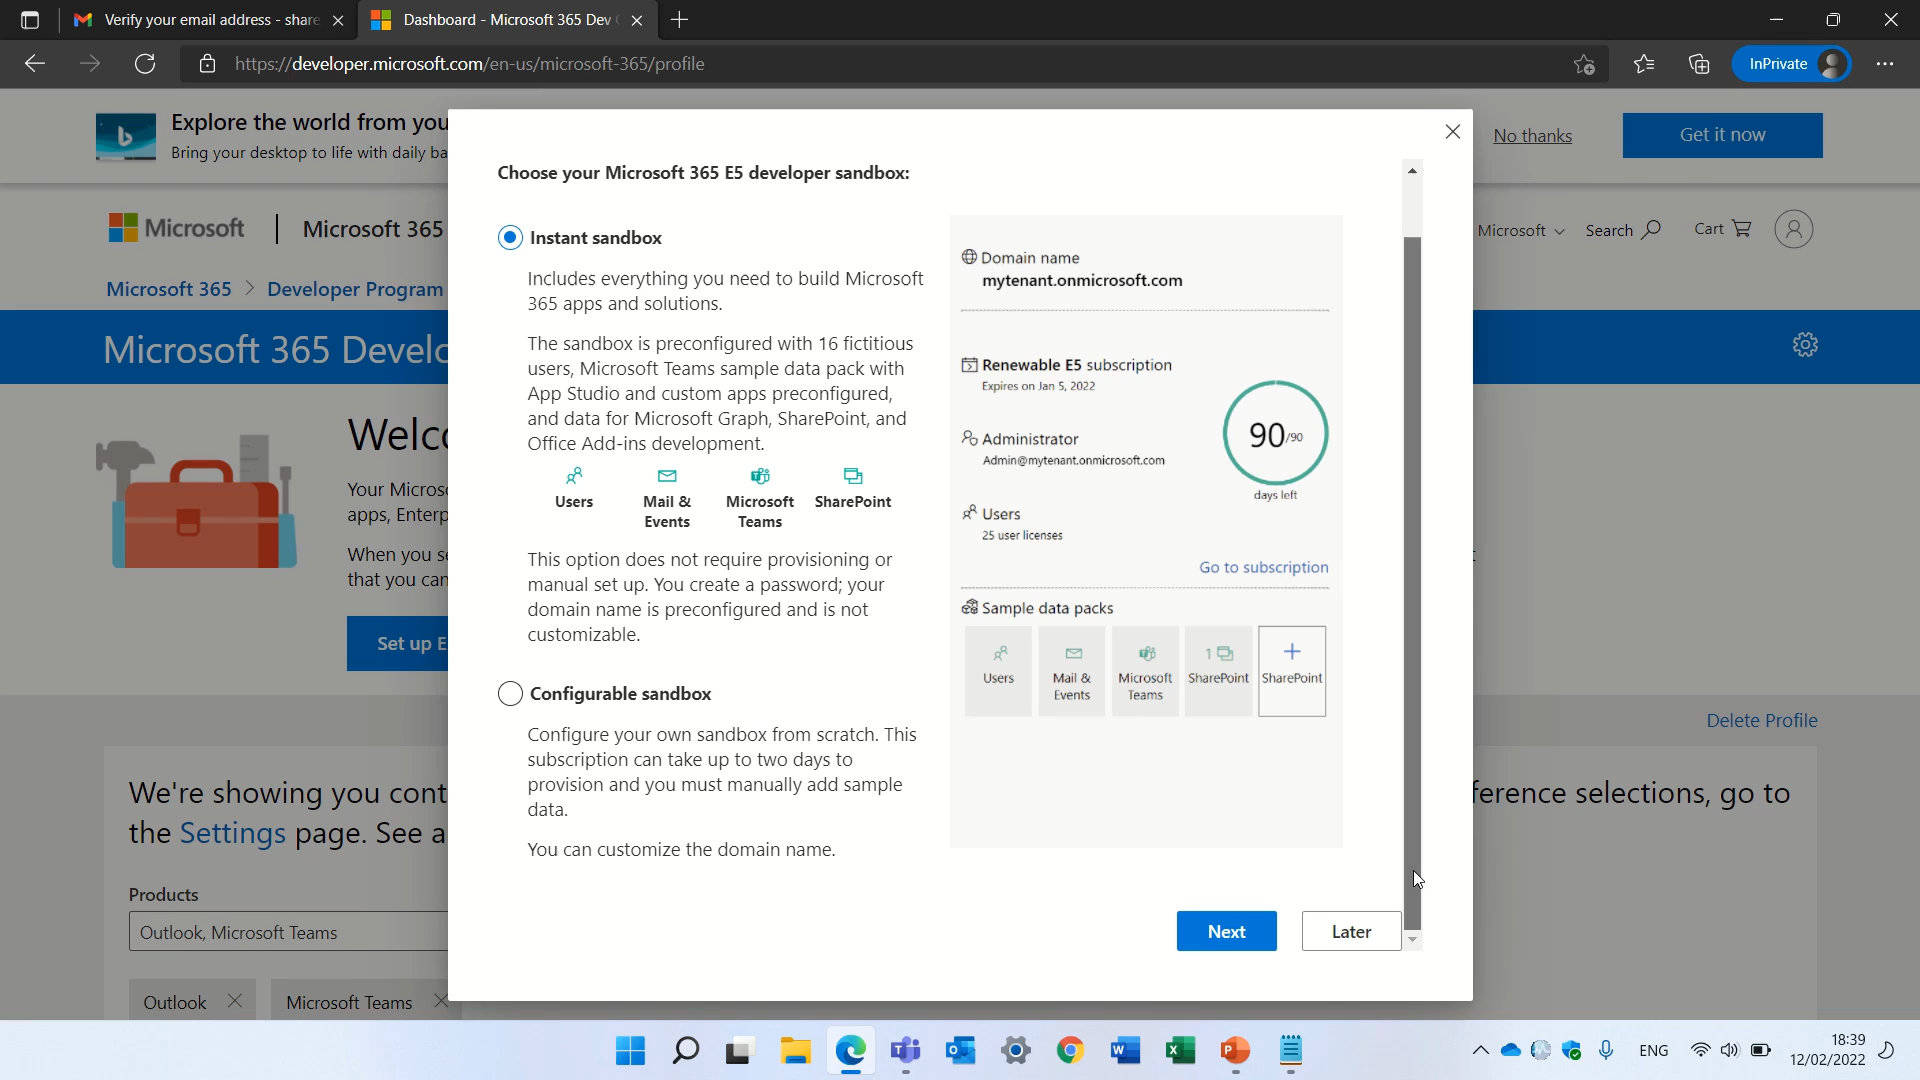 Verify your email address - share
Dashboard - Microsoft 365 Dev
https://developer.microsoft.com/en-us/microsoft-365/profile
InPrivate
Explore the world from you
Bring your desktop to life with daily ba
No thanks
Get it now
Microsoft
Microsoft 365
Microsoft
Search
Cart
Microsoft 365 > Developer Program
Microsoft 365 Develo
Welco
Your Micros
apps, Enterp
When you se
that you can
Set up E
Delete Profile
We're showing you cont
ference selections, go to
the Settings page. See a
Products
Outlook, Microsoft Teams
Outlook
Microsoft Teams
Choose your Microsoft 365 E5 developer sandbox:
Instant sandbox
Includes everything you need to build Microsoft
365 apps and solutions.
The sandbox is preconfigured with 16 fictitious
users, Microsoft Teams sample data pack with
App Studio and custom apps preconfigured,
and data for Microsoft Graph, SharePoint, and
Office Add-ins development.
Users
Mail &
Events
Microsoft
Teams
SharePoint
This option does not require provisioning or
manual set up. You create a password; your
domain name is preconfigured and is not
customizable.
Configurable sandbox
Configure your own sandbox from scratch. This
subscription can take up to two days to
provision and you must manually add sample
data.
You can customize the domain name.
Domain name
mytenant.onmicrosoft.com
Renewable E5 subscription
Expires on Jan 5, 2022
90/90
days left
Administrator
Admin@mytenant.onmicrosoft.com
Users
25 user licenses
Go to subscription
Sample data packs
Users
Mail &
Events
Microsoft
Teams
1
SharePoint
SharePoint
Next
Later
ENG
18:39
12/02/2022